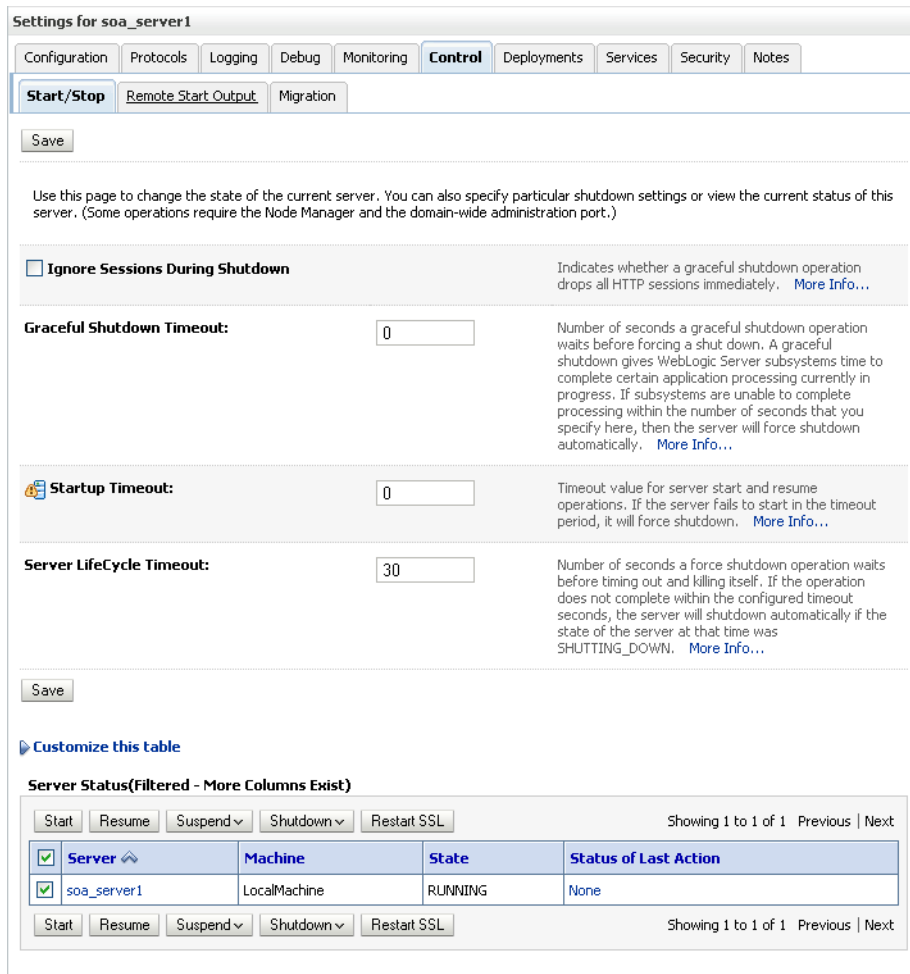 Settings for soa_server1
Configuration Protocols Logging Debug Monitoring Control Deployments Services Security Notes
Start/Stop Remote Start Output Migration
Save
Use this page to change the state of the current server. You can also specify particular shutdown settings or view the current status of this
server. (Some operations require the Node Manager and the domain-wide administration port.)
Ignore Sessions During Shutdown
Indicates whether a graceful shutdown operation
drops all HTTP sessions immediately. More Info...
Graceful Shutdown Timeout: 0
Number of seconds a graceful shutdown operation
waits before forcing a shut down. A graceful
shutdown gives WebLogic Server subsystems time to
complete certain application processing currently in
progress. If subsystems are unable to complete
processing within the number of seconds that you
specify here, then the server will force shutdown
automatically. More Info...
Startup Timeout: 0
Timeout value for server start and resume
operations. If the server fails to start in the timeout
period, it will force shutdown. More Info...
Server LifeCycle Timeout: 30
Number of seconds a force shutdown operation waits
before timing out and killing itself. If the operation
does not complete within the configured timeout
seconds, the server will shutdown automatically if the
state of the server at that time was
SHUTTING_DOWN. More Info...
Save
Customize this table
Server Status(Filtered - More Columns Exist)
Start Resume Suspend Shutdown Restart SSL Showing 1 to 1 of 1 Previous | Next
Server Machine State Status of Last Action
soa_server1 LocalMachine RUNNING None
Start Resume Suspend Shutdown Restart SSL Showing 1 to 1 of 1 Previous | Next